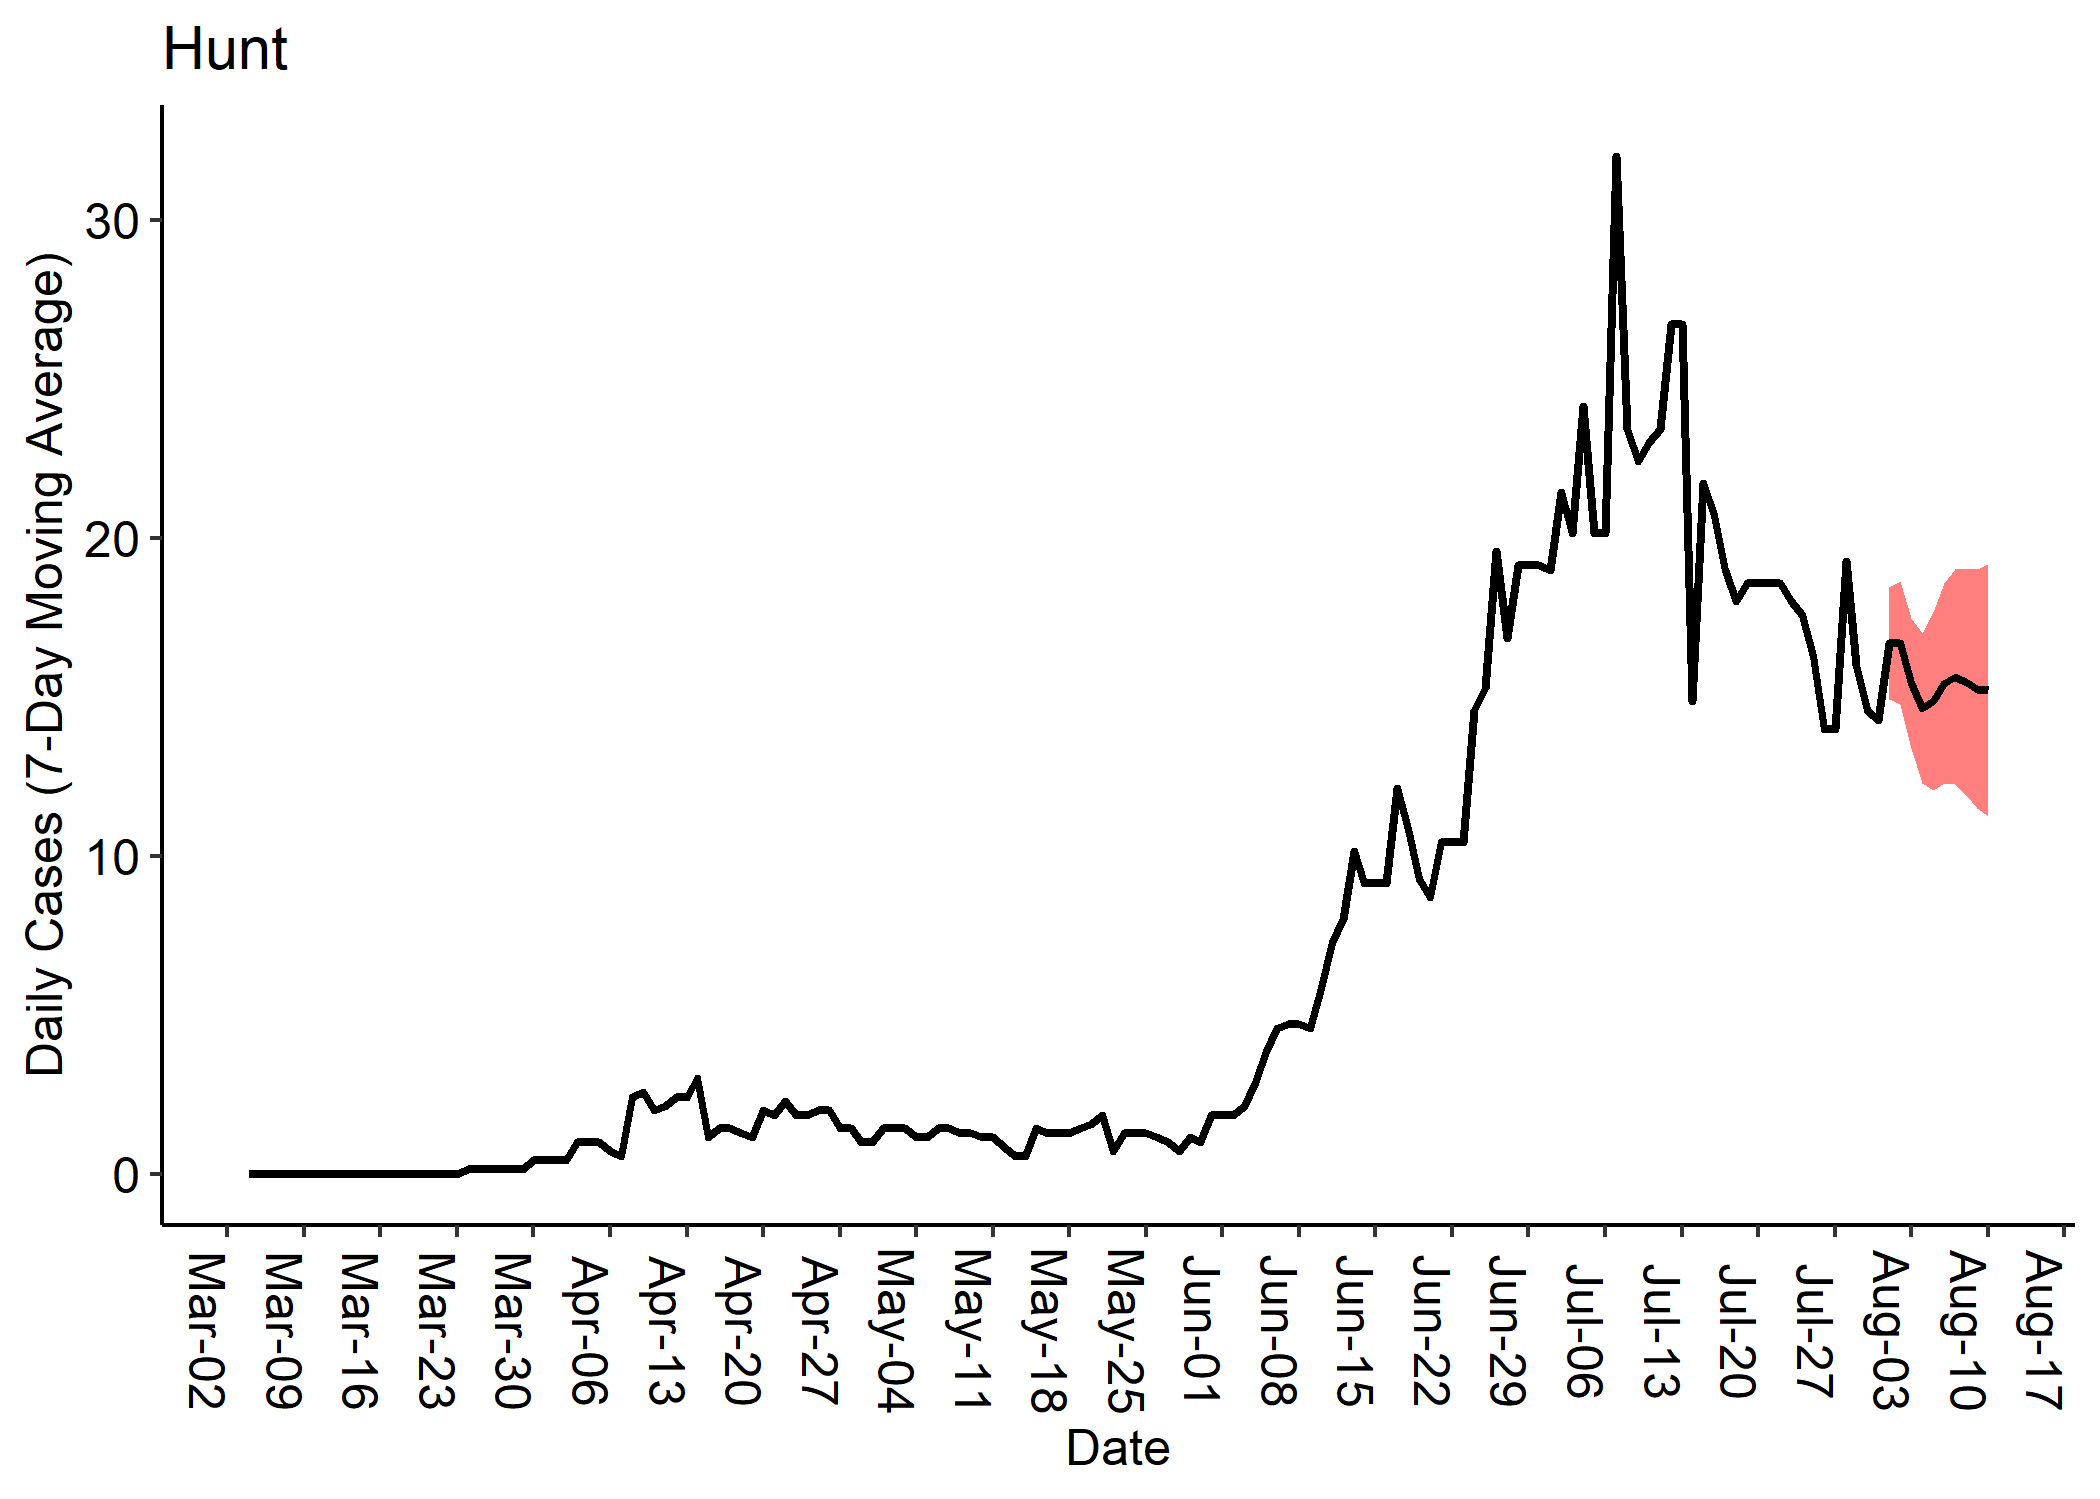 Hunt
Daily Cases (7-Day Moving Average)
30
20
10
0
Mar-02
Mar-09
Mar-16
Mar-23
Mar-30
Apr-06
Apr-13
Apr-20
Apr-27
May-04
May-11
May-18
May-25
Jun-01
Jun-08
Jun-15
Jun-22
Jun-29
Jul-06
Jul-13
Jul-20
Jul-27
Aug-03
Aug-10
Aug-17
Date